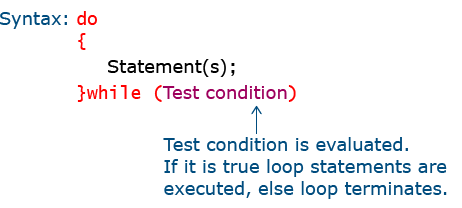 Syntax: do
{
Statement(s);
}while (Test condition)
Test condition is evaluated.
If it is true loop statements are
executed, else loop terminates.